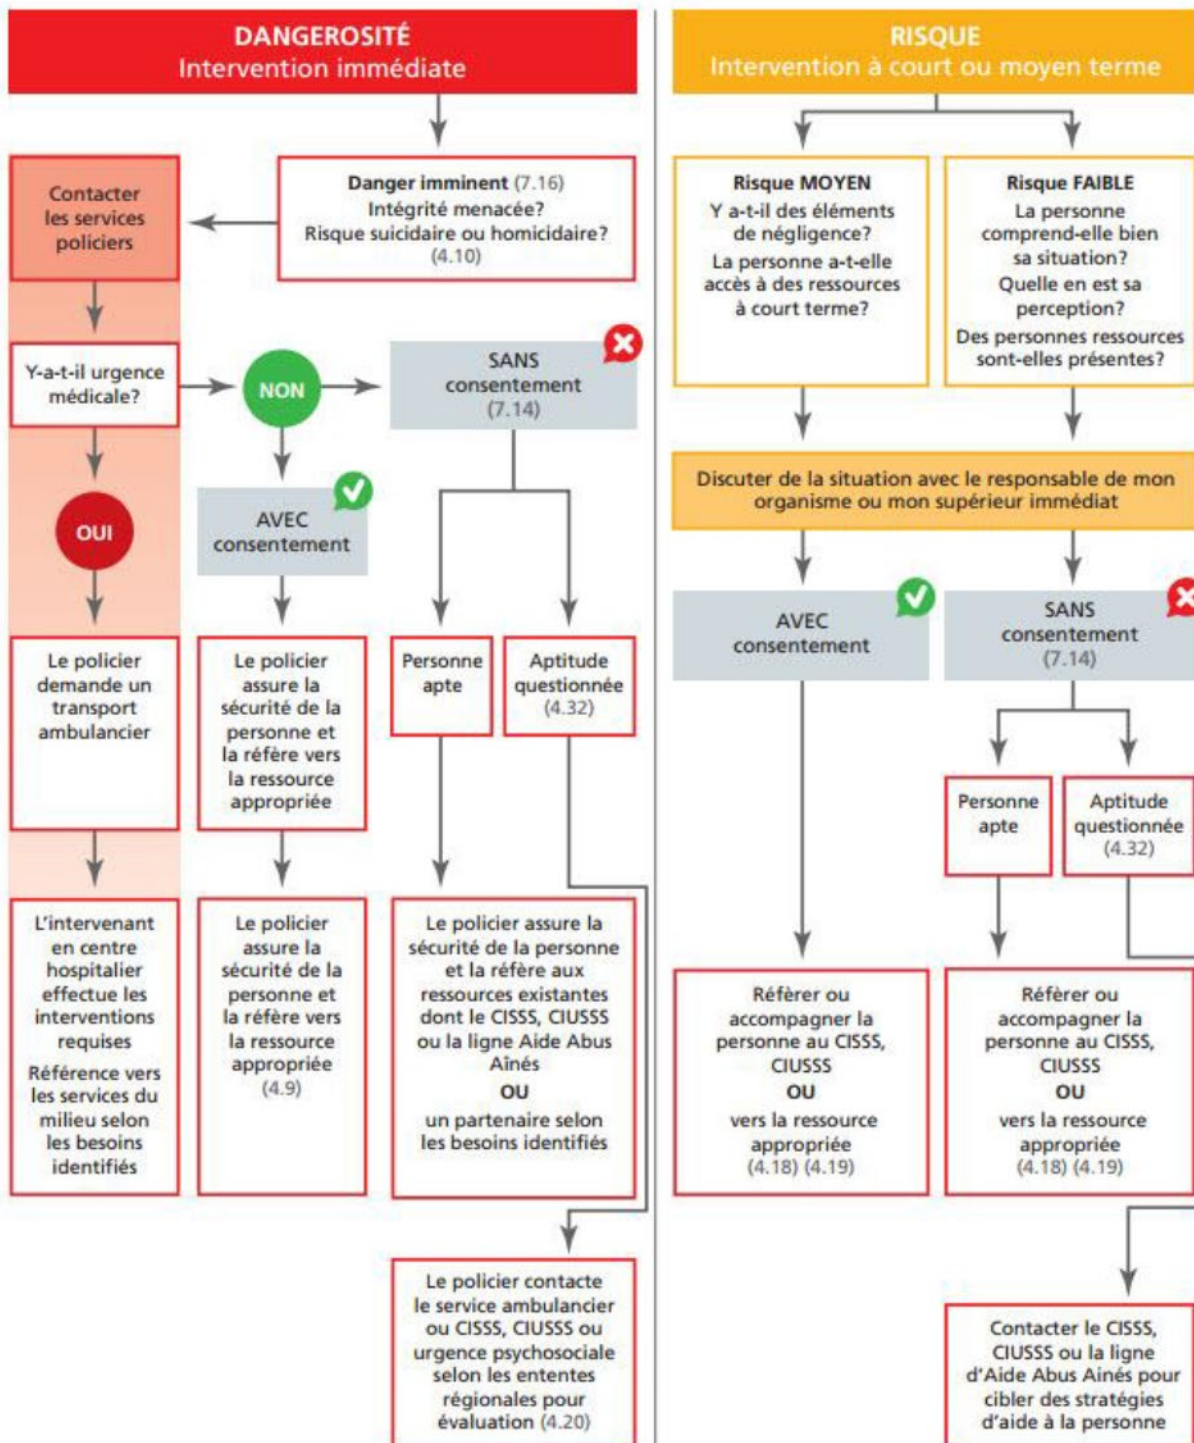 DANGEROSITÉ
Intervention immédiate
Danger imminent (7.16)
Intégrité menacée?
Risque suicidaire ou homicidaire?
(4.10)
Contacter
les services
policiers
Y-a-t-il urgence
médicale?
NON
SANS
consentement
(7.14)
OUI
AVEC
consentement
Le policier
demande un
transport
ambulancier
Le policier
assure la
sécurité de la
personne et
la réfère vers
la ressource
appropriée
Personne
apte
Aptitude
questionnée
(4.32)
L'intervenant
en centre
hospitalier
effectue les
interventions
requises
Référence vers
les services du
milieu selon
les besoins
identifiés
Le policier
assure la
sécurité de la
personne et
la réfère vers
la ressource
appropriée
(4.9)
Le policier assure la
sécurité de la personne
et la réfère aux
ressources existantes
dont le CISSS, CIUSSS
ou la ligne Aide Abus
Aînés
OU
un partenaire selon
les besoins identifiés
Le policier contacte
le service ambulancier
ou CISSS, CIUSSS ou
urgence psychosociale
selon les ententes
régionales pour
évaluation (4.20)
RISQUE
Intervention à court ou moyen terme
Risque MOYEN
Y a-t-il des éléments
de négligence?
La personne a-t-elle
accès à des ressources
à court terme?
Risque FAIBLE
La personne
comprend-elle bien
sa situation?
Quelle en est sa
perception?
Des personnes ressources
sont-elles présentes?
Discuter de la situation avec le responsable de mon
organisme ou mon supérieur immédiat
AVEC
consentement
SANS
consentement
(7.14)
Personne
apte
Aptitude
questionnée
(4.32)
Référer ou
accompagner la
personne au CISSS,
CIUSSS
OU
vers la ressource
appropriée
(4.18) (4.19)
Référer ou
accompagner la
personne au CISSS,
CIUSSS
OU
vers la ressource
appropriée
(4.18) (4.19)
Contacter le CISSS,
CIUSSS ou la ligne
d'Aide Abus Ainés pour
cibler des stratégies
d'aide à la personne